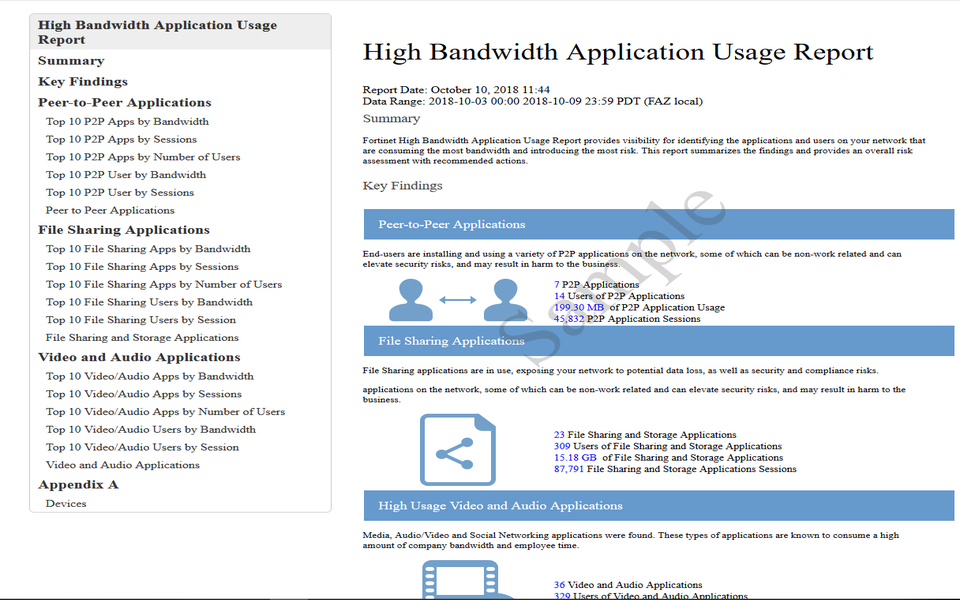 High Bandwidth Application Usage
Report
Summary
Key Findings
Peer-to-Peer Applications
Top 10 P2P Apps by Bandwidth
Top 10 P2P Apps by Sessions
Top 10 P2P Apps by Number of Users
Top 10 P2P User by Bandwidth
Top 10 P2P User by Sessions
Peer to Peer Applications
File Sharing Applications
Top 10 File Sharing Apps by Bandwidth
Top 10 File Sharing Apps by Sessions
Top 10 File Sharing Apps by Number of Users
Top 10 File Sharing Users by Bandwidth
Top 10 File Sharing Users by Session
File Sharing and Storage Applications
Video and Audio Applications
Top 10 Video/Audio Apps by Bandwidth
Top 10 Video/Audio Apps by Sessions
Top 10 Video/Audio Apps by Number of Users
Top 10 Video/Audio Users by Bandwidth
Top 10 Video/Audio Users by Session
Video and Audio Applications
Appendix A
Devices
High Bandwidth Application Usage Report
Report Date: October 10, 2018 11:44
Data Range: 2018-10-03 00:00 2018-10-09 23:59 PDT (FAZ local)
Summary
Fortinet High Bandwidth Application Usage Report provides visibility for identifying the applications and users on your network that
are consuming the most bandwidth and introducing the most risk. This report summarizes the findings and provides an overall risk
assessment with recommended actions.
Key Findings
Sample
Peer-to-Peer Applications
End-users are installing and using a variety of P2P applications on the network, some of which can be non-work related and can
elevate security risks, and may result in harm to the business.
7 P2P Applications
14 Users of P2P Applications
199.30 MB of P2P Application Usage
45,832 P2P Application Sessions
File Sharing Applications
File Sharing applications are in use, exposing your network to potential data loss, as well as security and compliance risks.
applications on the network, some of which can be non-work related and can elevate security risks, and may result in harm to the
business.
23 File Sharing and Storage Applications
309 Users of File Sharing and Storage Applications
15.18 GB of File Sharing and Storage Applications
87,791 File Sharing and Storage Applications Sessions
High Usage Video and Audio Applications
Media, Audio/Video and Social Networking applications were found. These types of applications are known to consume a high
amount of company bandwidth and employee time.
36 Video and Audio Applications
329 Users of Video and Audio Applications